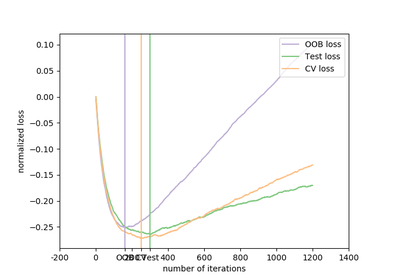 0.10
0.05
0.00
−0.05
−0.10
−0.15
−0.20
−0.25
normalized loss
OOB loss
Test loss
CV loss
-200 0 400 600 800 1000 1200 1400
number of iterations